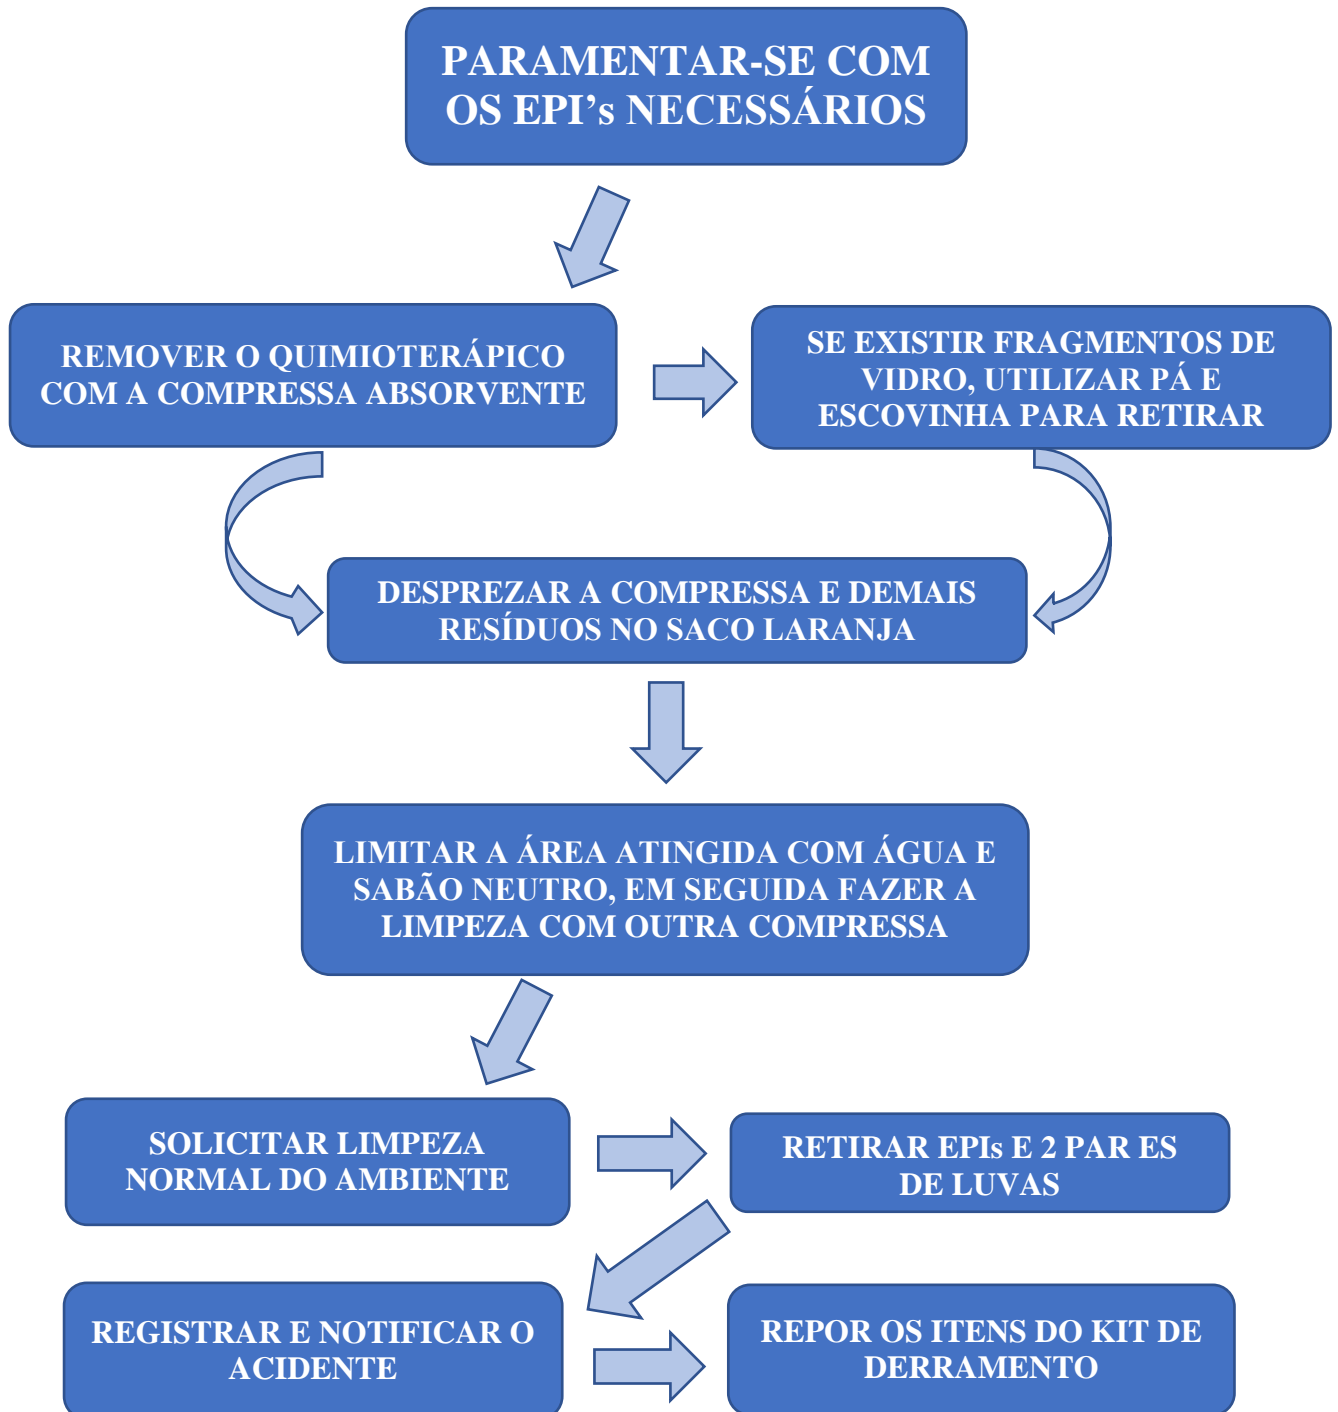 PARAMENTAR-SE COM
OS EPI's NECESSÁRIOS
REMOVER O QUIMIOTERÁPICO
COM A COMPRESSA ABSORVENTE
SE EXISTIR FRAGMENTOS DE
VIDRO, UTILIZAR PÁ E
ESCOVINHA PARA RETIRAR
DESPREZAR A COMPRESSA E DEMAIS
RESÍDUOS NO SACO LARANJA
LIMITAR A ÁREA ATINGIDA COM ÁGUA E
SABÃO NEUTRO, EM SEGUIDA FAZER A
LIMPEZA COM OUTRA COMPRESSA
SOLICITAR LIMPEZA
NORMAL DO AMBIENTE
RETIRAR EPIs E 2 PAR ES
DE LUVAS
REGISTRAR E NOTIFICAR O
ACIDENTE
REPOR OS ITENS DO KIT DE
DERRAMENTO